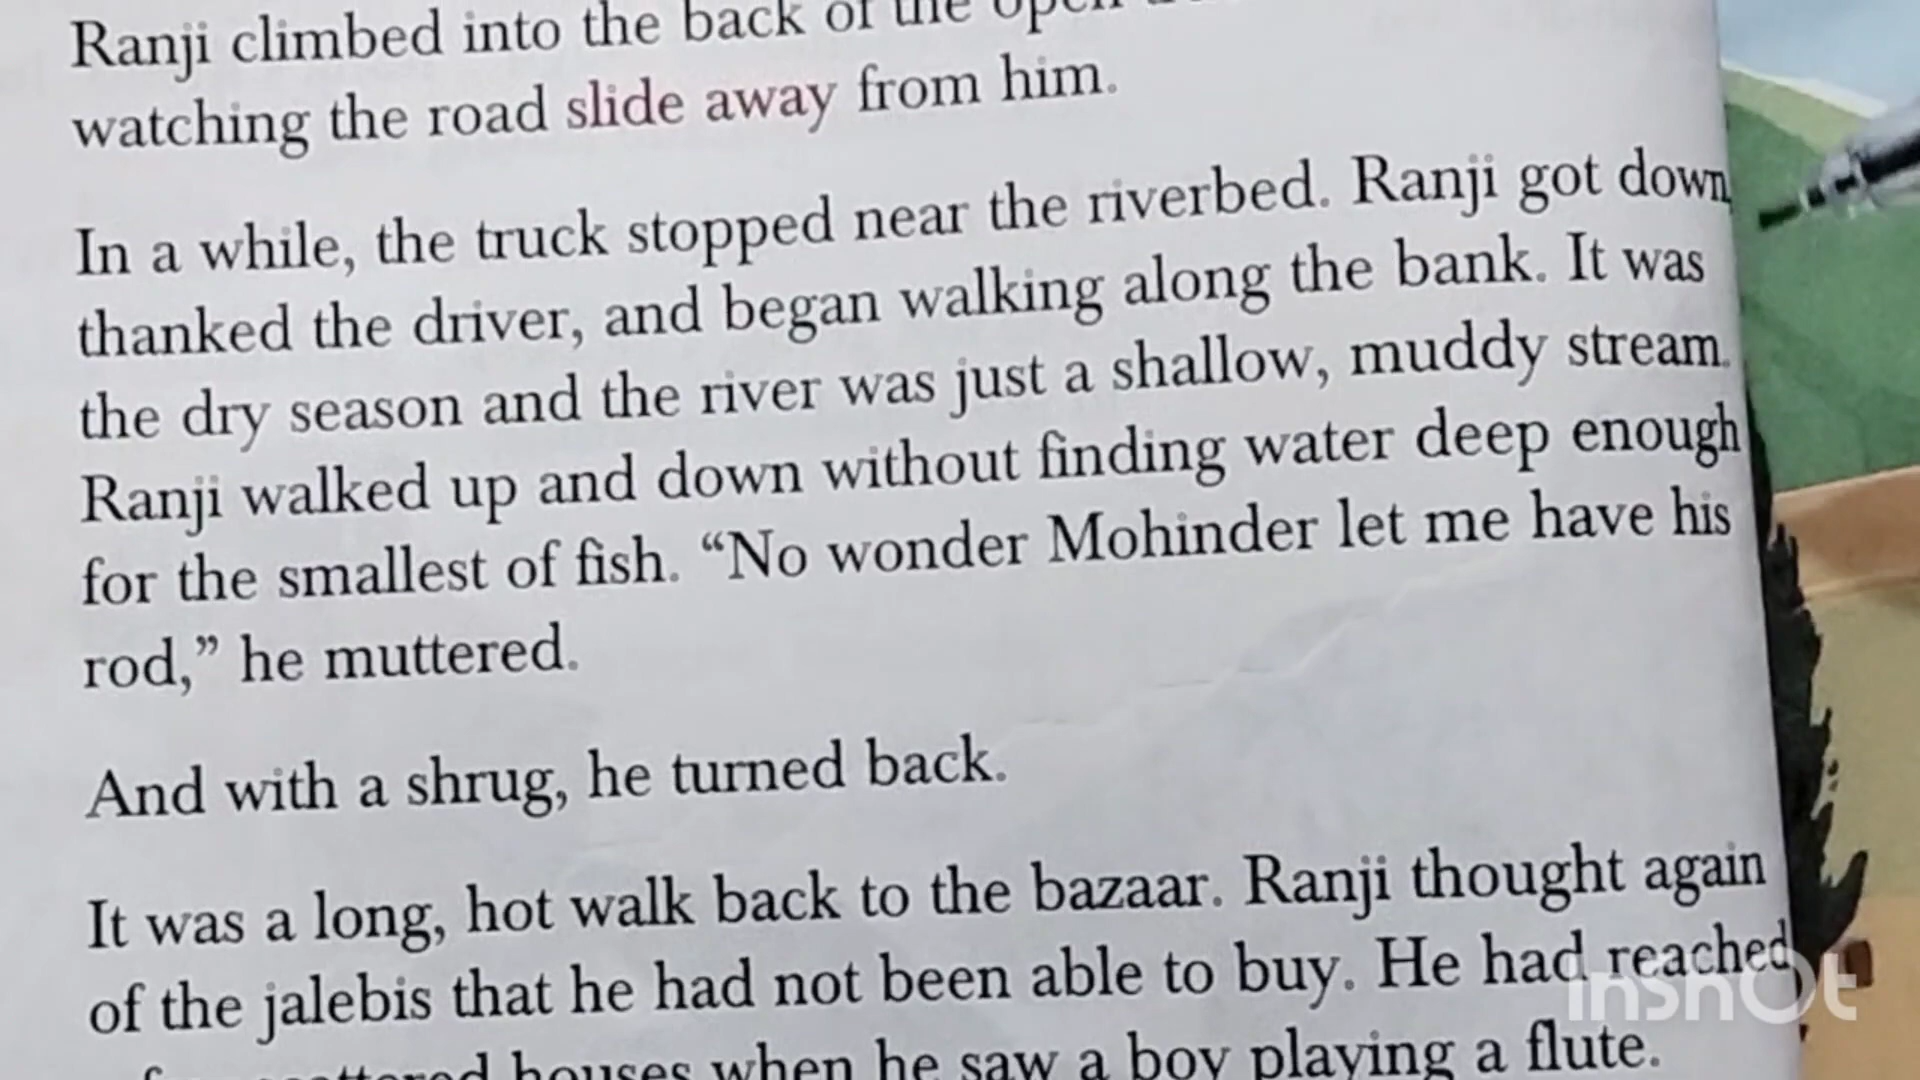 Ranji climbed into the back of the open
watching the road slide away from him.
In a while, the truck stopped near the riverbed. Ranji got down,
thanked the driver, and began walking along the bank. It was
the dry season and the river was just a shallow, muddy stream.
Ranji walked up and down without finding water deep enough
for the smallest of fish. “No wonder Mohinder let me have his
rod,” he muttered.
And with a shrug, he turned back.
It was a long, hot walk back to the bazaar. Ranji thought again
of the jalebis that he had not been able to buy. He had reached
houses when he saw a boy playing a flute.
InShOt